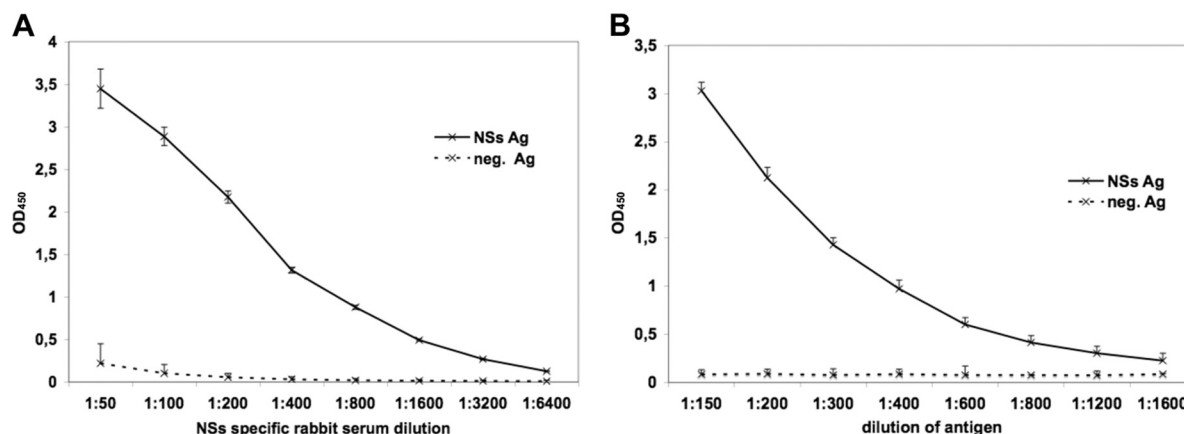 A
4
3,5
3
2,5
2
1,5
1
0,5
0
OD450
NSs Ag
neg. Ag
1:50 1:100 1:200 1:400 1:800 1:1600 1:3200 1:6400
NSs specific rabbit serum dilution
B
3,5
3
2,5
2
1,5
1
0,5
0
OD450
NSs Ag
neg. Ag
1:150 1:200 1:300 1:400 1:600 1:800 1:1200 1:1600
dilution of antigen